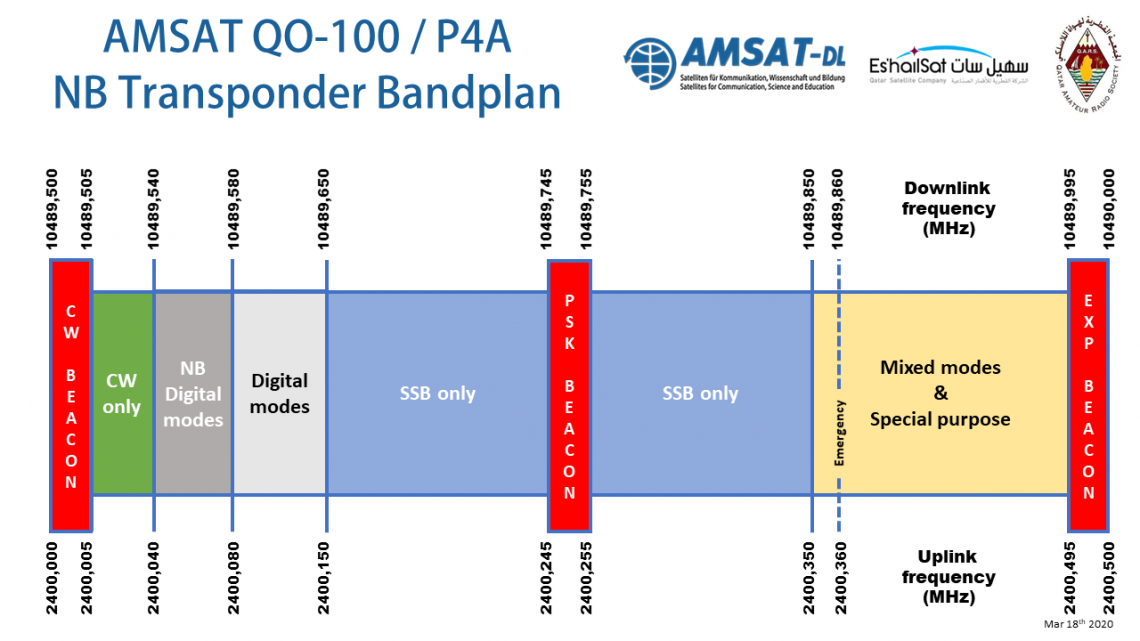 AMSAT QO-100 / P4A
NB Transponder Bandplan
AMSAT-DL
Satelliten für Kommunikation, Wissenschaft und Bildung
Satellites for Communication, Science and Education
Es'hailSat سهيل سات
Qatar Satellite Company الشركة القطرية للأقمار الصناعية
الجمعية القطرية لهواة اللاسلكي
Q.A.R.S.
QATAR AMATEUR RADIO SOCIETY
10489,500
10489,505
10489,540
10489,580
10489,650
10489,745
10489,755
10489,850
10489,860
Downlink
frequency
(MHz)
10489,995
10490,000
CW BEACON
CW
only
NB
Digital
modes
Digital
modes
SSB only
PSK BEACON
SSB only
Emergency
Mixed modes
&
Special purpose
EXP BEACON
2400,000
2400,005
2400,040
2400,080
2400,150
2400,245
2400,255
2400,350
2400,360
Uplink
frequency
(MHz)
2400,495
2400,500
Mar 18th 2020